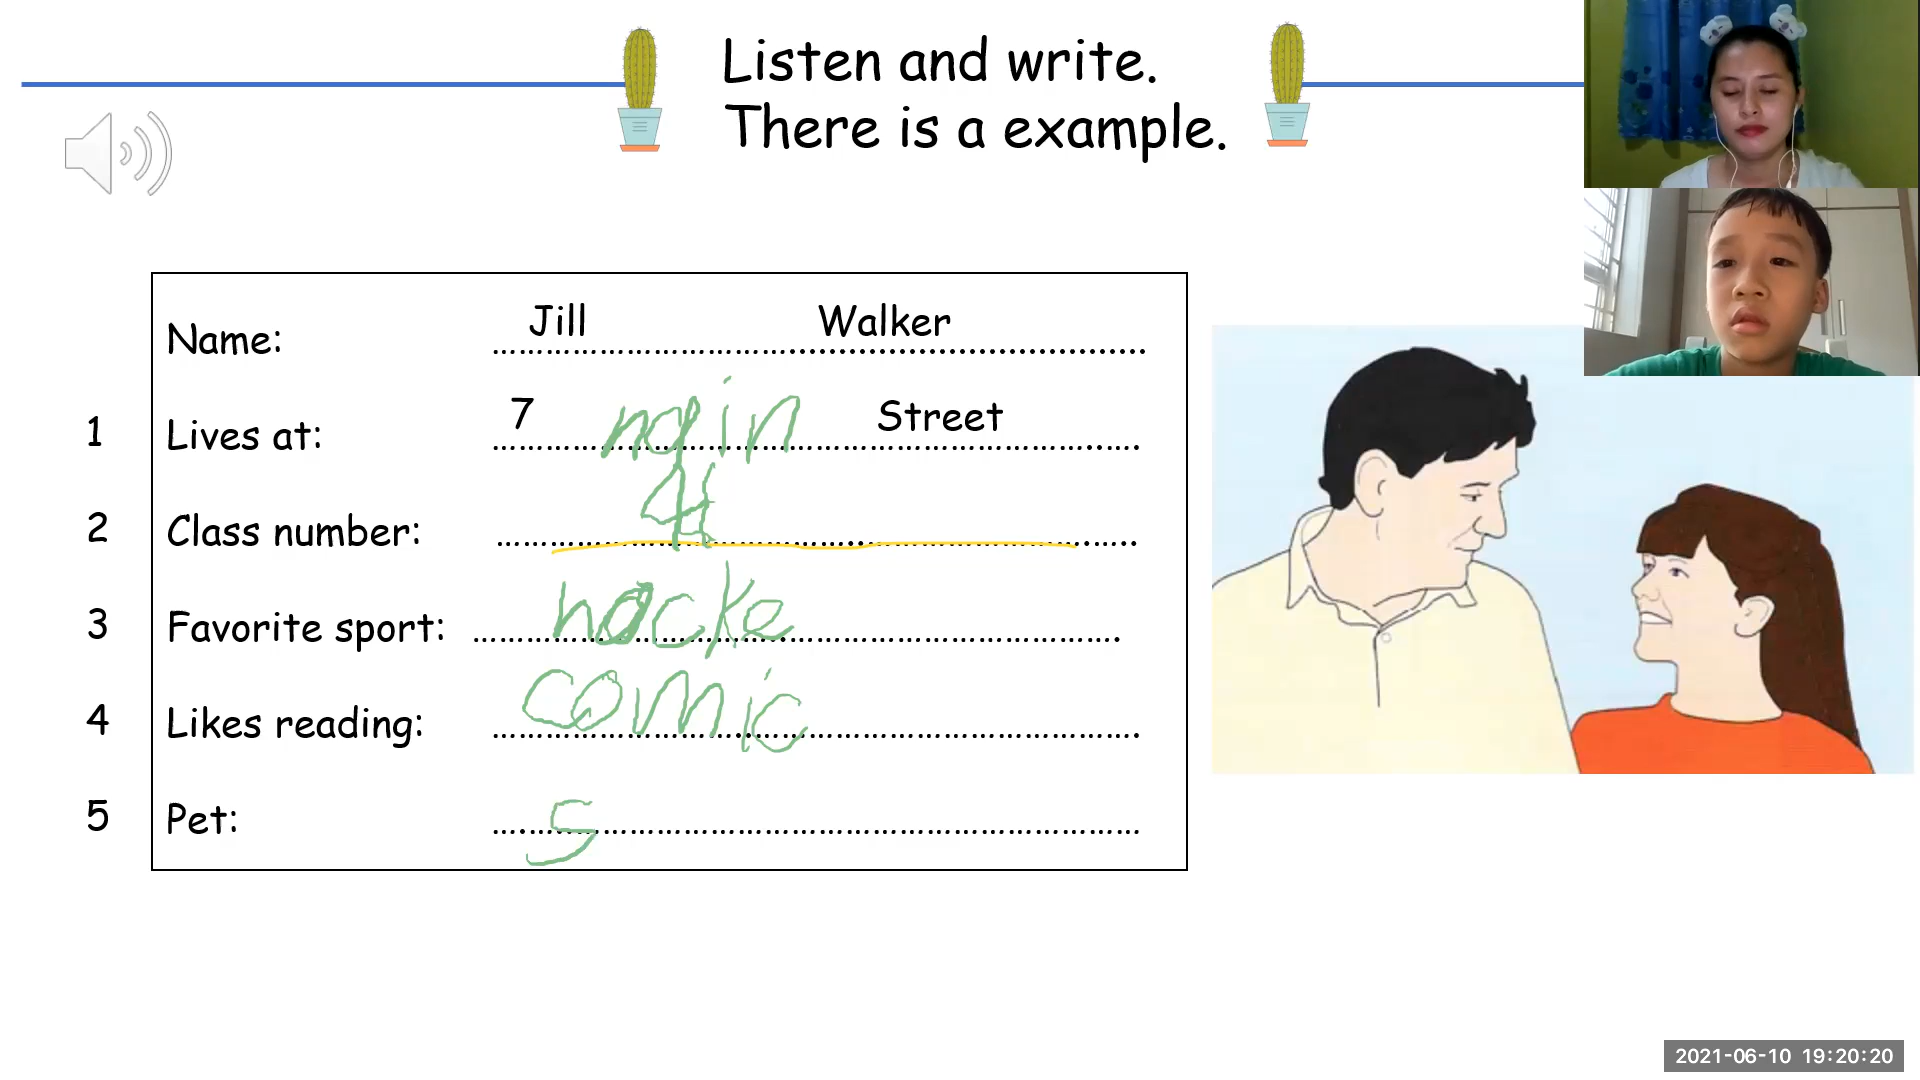 Listen and write.
There is a example.
Name: Jill Walker
1 Lives at: 7 main Street
2 Class number:
3 Favorite sport: hocke
4 Likes reading: comic
5 Pet: 5
2021-06-10 19:20:20